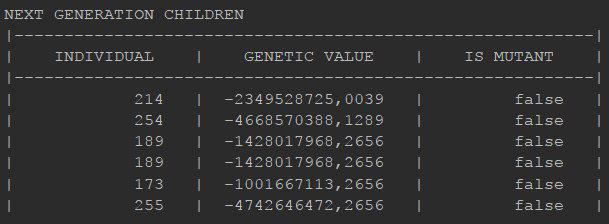 NEXT GENERATION CHILDREN
|----------------------------------------------------------|
|    INDIVIDUAL    |    GENETIC VALUE    |    IS MUTANT    |
|----------------------------------------------------------|
|            214   |  -2349528725,0039   |         false   |
|            254   |  -4668570388,1289   |         false   |
|            189   |  -1428017968,2656   |         false   |
|            189   |  -1428017968,2656   |         false   |
|            173   |  -1001667113,2656   |         false   |
|            255   |  -4742646472,2656   |         false   |